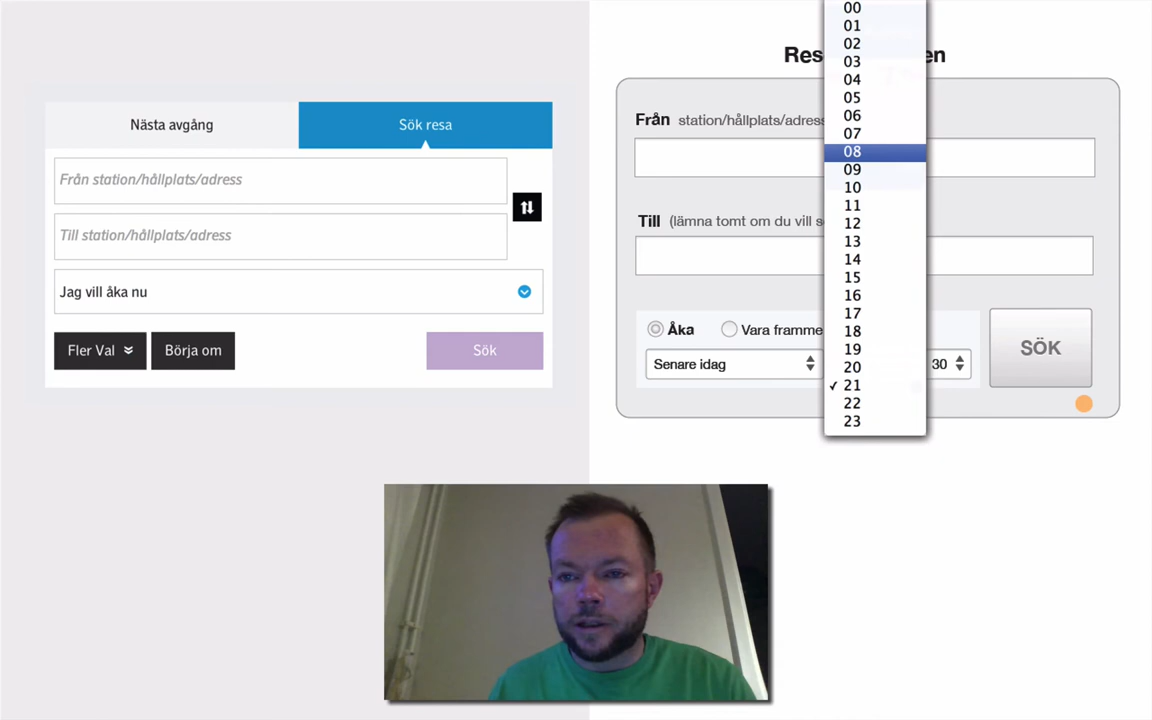 Nästa avgång
Sök resa
Från station/hållplats/adress
Till station/hållplats/adress
Jag vill åka nu
Fler Val
Börja om
Sök
Res
en
Från station/hållplats/adress
Till (lämna tomt om du vill s
Åka
Vara framme
Senare idag
30
SÖK
00
01
02
03
04
05
06
07
08
09
10
11
12
13
14
15
16
17
18
19
20
✓ 21
22
23